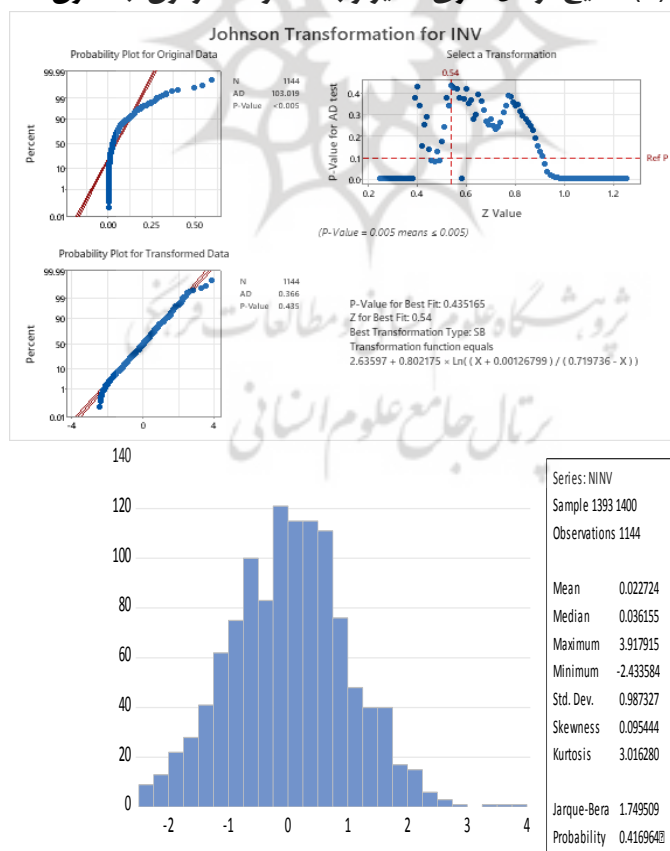 Johnson Transformation for INV
Probability Plot for Original Data
99.99
99
90
50
10
1
0.01
Percent
0.00 0.25 0.50
N 1144
AD 103.019
P-Value <0.005
Select a Transformation
0.54
0.4
0.3
0.2
0.1
0.0
P-Value for AD test
Ref P
0.2 0.4 0.6 0.8 1.0 1.2
Z Value
(P-Value = 0.005 means ≤ 0.005)
Probability Plot for Transformed Data
99.99
99
90
50
10
1
0.01
Percent
-4 0 4
N 1144
AD 0.366
P-Value 0.435
P-Value for Best Fit: 0.435165
Z for Best Fit: 0.54
Best Transformation Type: SB
Transformation function equals
2.63597 + 0.802175 × Ln( ( X + 0.00126799 ) / ( 0.719736 - X ) )
پژوهشگاه علوم انسانی و مطالعات فرهنگی
پرتال جامع علوم انسانی
140
120
100
80
60
40
20
0
-2 -1 0 1 2 3 4
Series: NINV
Sample 1393 1400
Observations 1144
Mean 0.022724
Median 0.036155
Maximum 3.917915
Minimum -2.433584
Std. Dev. 0.987327
Skewness 0.095444
Kurtosis 3.016280
Jarque-Bera 1.749509
Probability 0.416964